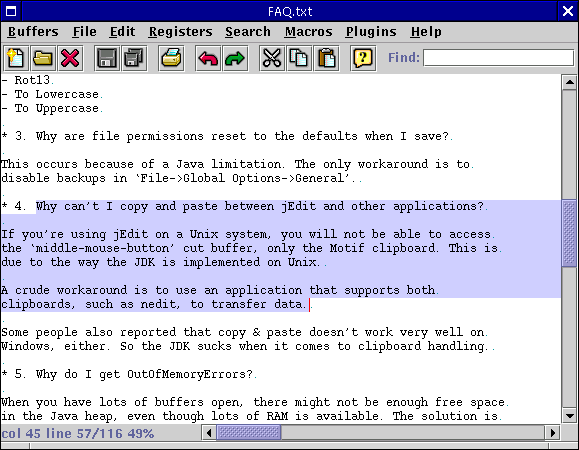 FAQ.txt
Buffers File Edit Registers Search Macros Plugins Help
Find:
- Rot13.
- To Lowercase.
- To Uppercase.
.
* 3. Why are file permissions reset to the defaults when I save?.
.
This occurs because of a Java limitation. The only workaround is to.
disable backups in `File->Global Options->General'..
.
* 4. Why can't I copy and paste between jEdit and other applications?.
.
If you're using jEdit on a Unix system, you will not be able to access.
the `middle-mouse-button' cut buffer, only the Motif clipboard. This is.
due to the way the JDK is implemented on Unix..
.
A crude workaround is to use an application that supports both.
clipboards, such as nedit, to transfer data..
.
Some people also reported that copy & paste doesn't work very well on.
Windows, either. So the JDK sucks when it comes to clipboard handling..
.
* 5. Why do I get OutOfMemoryErrors?.
.
When you have lots of buffers open, there might not be enough free space.
in the Java heap, even though lots of RAM is available. The solution is.
col 45 line 57/116 49%